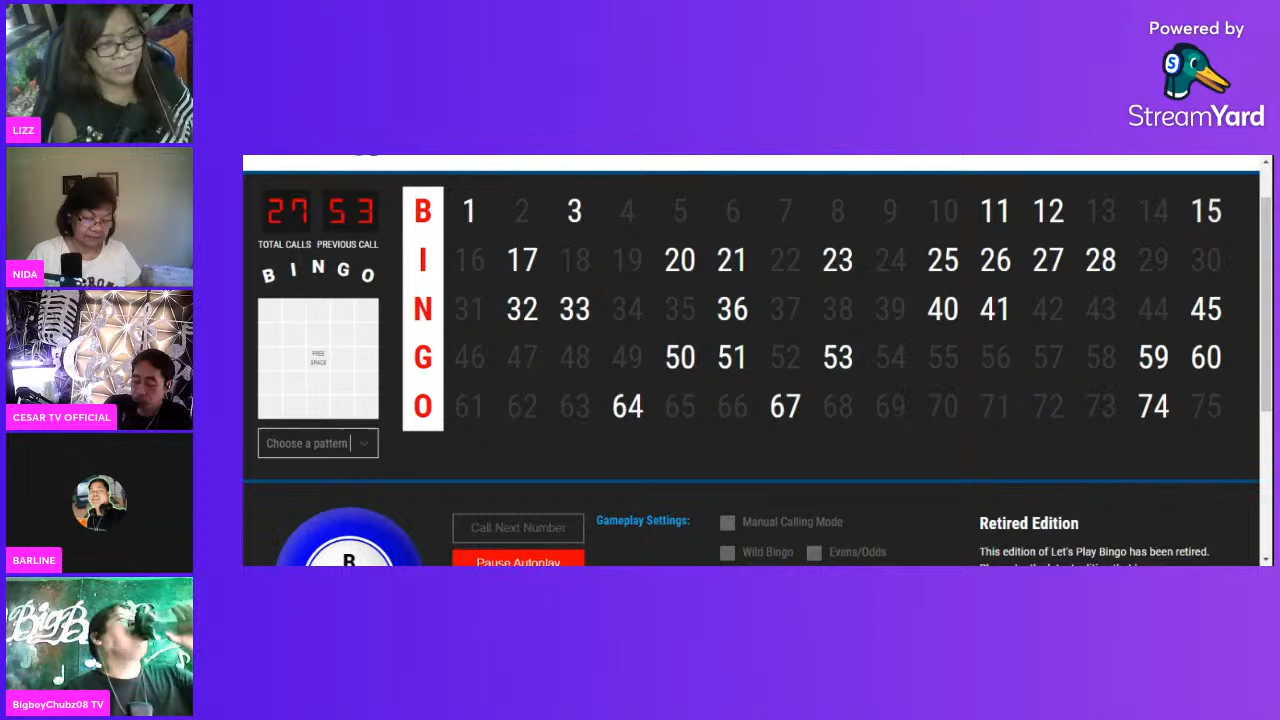 Powered by
S
StreamYard
LIZZ
NIDA
CESAR TV OFFICIAL
BARLINE
BigboyChubz08 TV
27 53
TOTAL CALLS PREVIOUS CALL
B I N G O
FREE
SPACE
Choose a pattern
B 1 2 3 4 5 6 7 8 9 10 11 12 13 14 15
I 16 17 18 19 20 21 22 23 24 25 26 27 28 29 30
N 31 32 33 34 35 36 37 38 39 40 41 42 43 44 45
G 46 47 48 49 50 51 52 53 54 55 56 57 58 59 60
O 61 62 63 64 65 66 67 68 69 70 71 72 73 74 75
B
Call Next Number
Pause Autoplay
Gameplay Settings:
Manual Calling Mode
Wild Bingo Evens/Odds
Retired Edition
This edition of Let's Play Bingo has been retired.